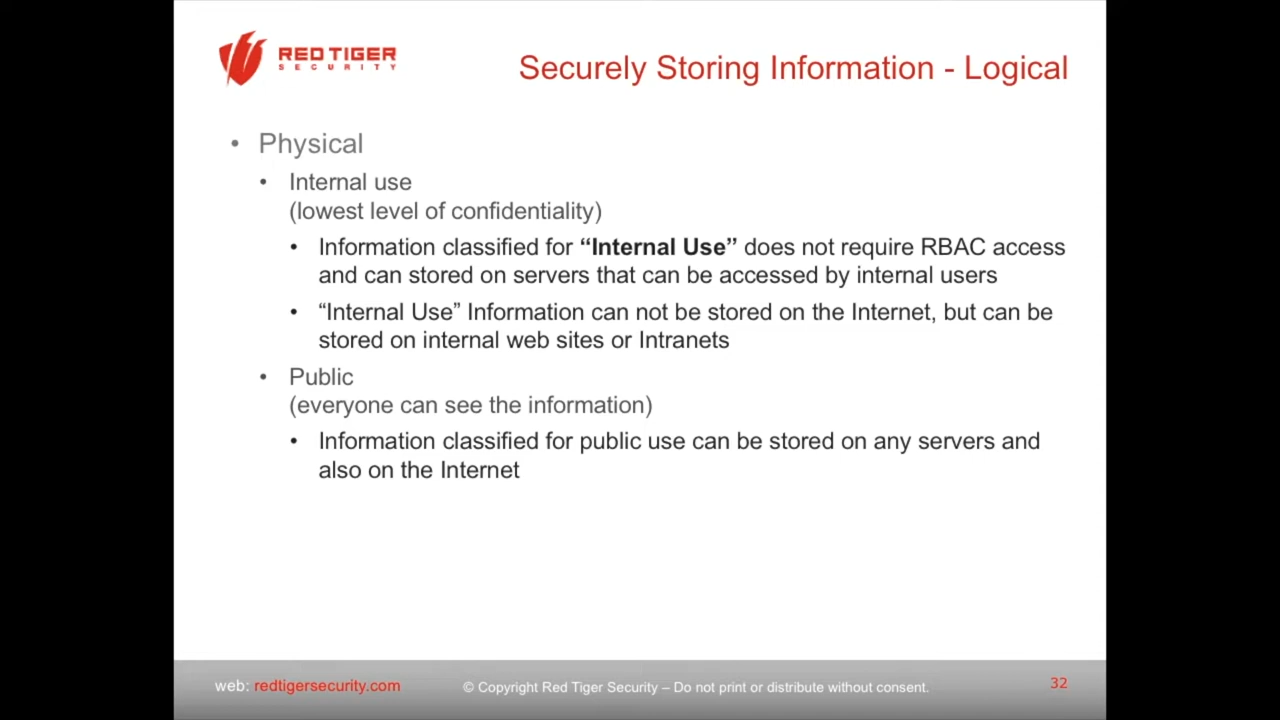 RED TIGER
SECURITY
Securely Storing Information - Logical
• Physical
• Internal use
(lowest level of confidentiality)
• Information classified for “Internal Use” does not require RBAC access
and can stored on servers that can be accessed by internal users
• “Internal Use” Information can not be stored on the Internet, but can be
stored on internal web sites or Intranets
• Public
(everyone can see the information)
• Information classified for public use can be stored on any servers and
also on the Internet
web: redtigersecurity.com
© Copyright Red Tiger Security – Do not print or distribute without consent.
32